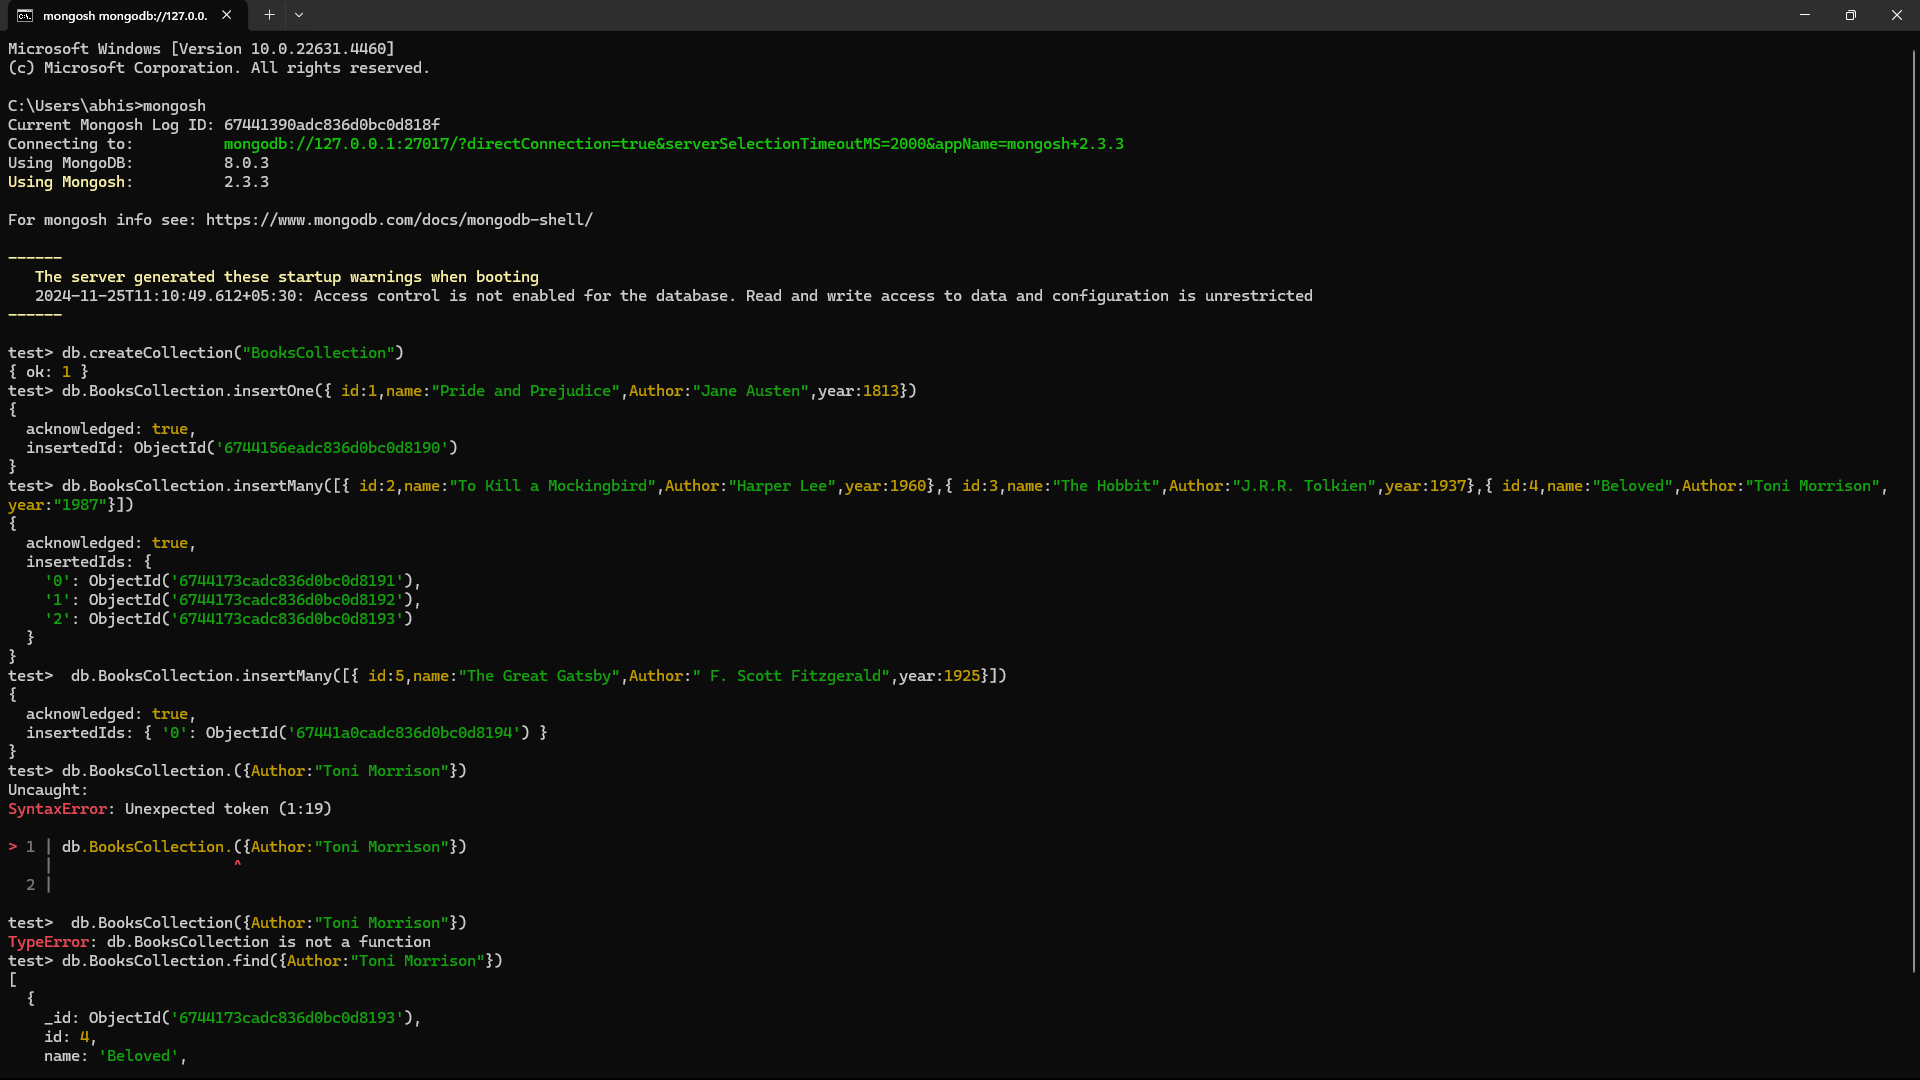 mongosh mongodb://127.0.0.
Microsoft Windows [Version 10.0.22631.4460]
(c) Microsoft Corporation. All rights reserved.
C:\Users\abhis>mongosh
Current Mongosh Log ID: 67441390adc836d0bc0d818f
Connecting to:          mongodb://127.0.0.1:27017/?directConnection=true&serverSelectionTimeoutMS=2000&appName=mongosh+2.3.3
Using MongoDB:          8.0.3
Using Mongosh:          2.3.3
For mongosh info see: https://www.mongodb.com/docs/mongodb-shell/
------
   The server generated these startup warnings when booting
   2024-11-25T11:10:49.612+05:30: Access control is not enabled for the database. Read and write access to data and configuration is unrestricted
------
test> db.createCollection("BooksCollection")
{ ok: 1 }
test> db.BooksCollection.insertOne({ id:1,name:"Pride and Prejudice",Author:"Jane Austen",year:1813})
{
  acknowledged: true,
  insertedId: ObjectId('6744156eadc836d0bc0d8190')
}
test> db.BooksCollection.insertMany([{ id:2,name:"To Kill a Mockingbird",Author:"Harper Lee",year:1960},{ id:3,name:"The Hobbit",Author:"J.R.R. Tolkien",year:1937},{ id:4,name:"Beloved",Author:"Toni Morrison",
year:"1987"}])
{
  acknowledged: true,
  insertedIds: {
    '0': ObjectId('6744173cadc836d0bc0d8191'),
    '1': ObjectId('6744173cadc836d0bc0d8192'),
    '2': ObjectId('6744173cadc836d0bc0d8193')
  }
}
test>  db.BooksCollection.insertMany([{ id:5,name:"The Great Gatsby",Author:" F. Scott Fitzgerald",year:1925}])
{
  acknowledged: true,
  insertedIds: { '0': ObjectId('67441a0cadc836d0bc0d8194') }
}
test> db.BooksCollection.({Author:"Toni Morrison"})
Uncaught:
SyntaxError: Unexpected token (1:19)
> 1 | db.BooksCollection.({Author:"Toni Morrison"})
    |                    ^
  2 |
test>  db.BooksCollection({Author:"Toni Morrison"})
TypeError: db.BooksCollection is not a function
test> db.BooksCollection.find({Author:"Toni Morrison"})
[
  {
    _id: ObjectId('6744173cadc836d0bc0d8193'),
    id: 4,
    name: 'Beloved',